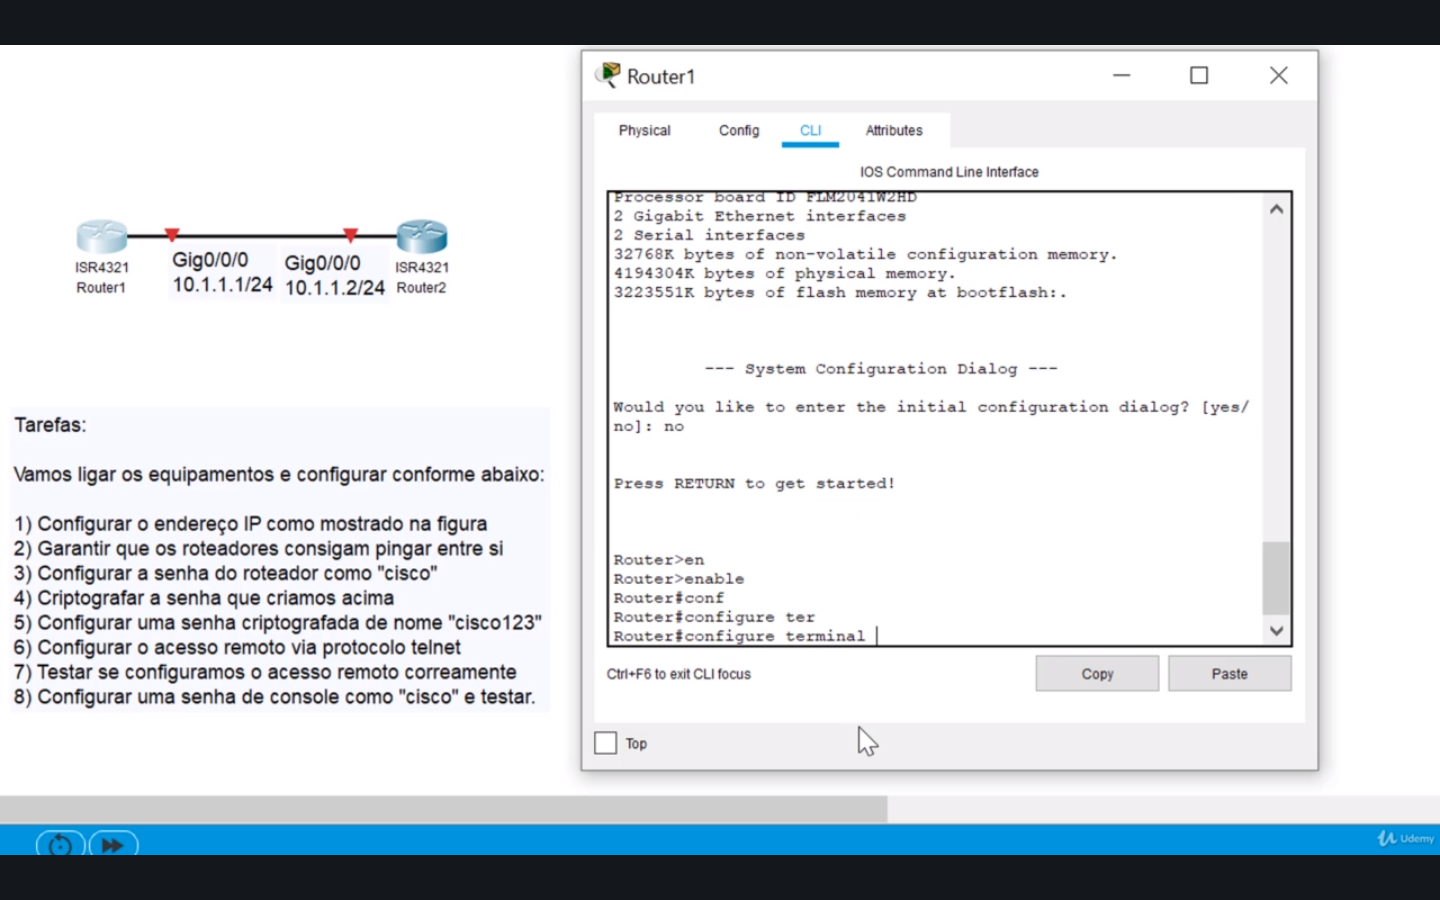 Router1
Physical
Config
CLI
Attributes
IOS Command Line Interface
Processor board ID FLM2041W2HD
2 Gigabit Ethernet interfaces
2 Serial interfaces
32768K bytes of non-volatile configuration memory.
4194304K bytes of physical memory.
3223551K bytes of flash memory at bootflash:.
--- System Configuration Dialog ---
Would you like to enter the initial configuration dialog? [yes/
no]: no
Press RETURN to get started!
Router>en
Router>enable
Router#conf
Router#configure ter
Router#configure terminal
Ctrl+F6 to exit CLI focus
Copy
Paste
Top
ISR4321
Router1
Gig0/0/0
10.1.1.1/24
Gig0/0/0
10.1.1.2/24
ISR4321
Router2
Tarefas:
Vamos ligar os equipamentos e configurar conforme abaixo:
1) Configurar o endereço IP como mostrado na figura
2) Garantir que os roteadores consigam pingar entre si
3) Configurar a senha do roteador como "cisco"
4) Criptografar a senha que criamos acima
5) Configurar uma senha criptografada de nome "cisco123"
6) Configurar o acesso remoto via protocolo telnet
7) Testar se configuramos o acesso remoto correamente
8) Configurar uma senha de console como "cisco" e testar.
Udemy